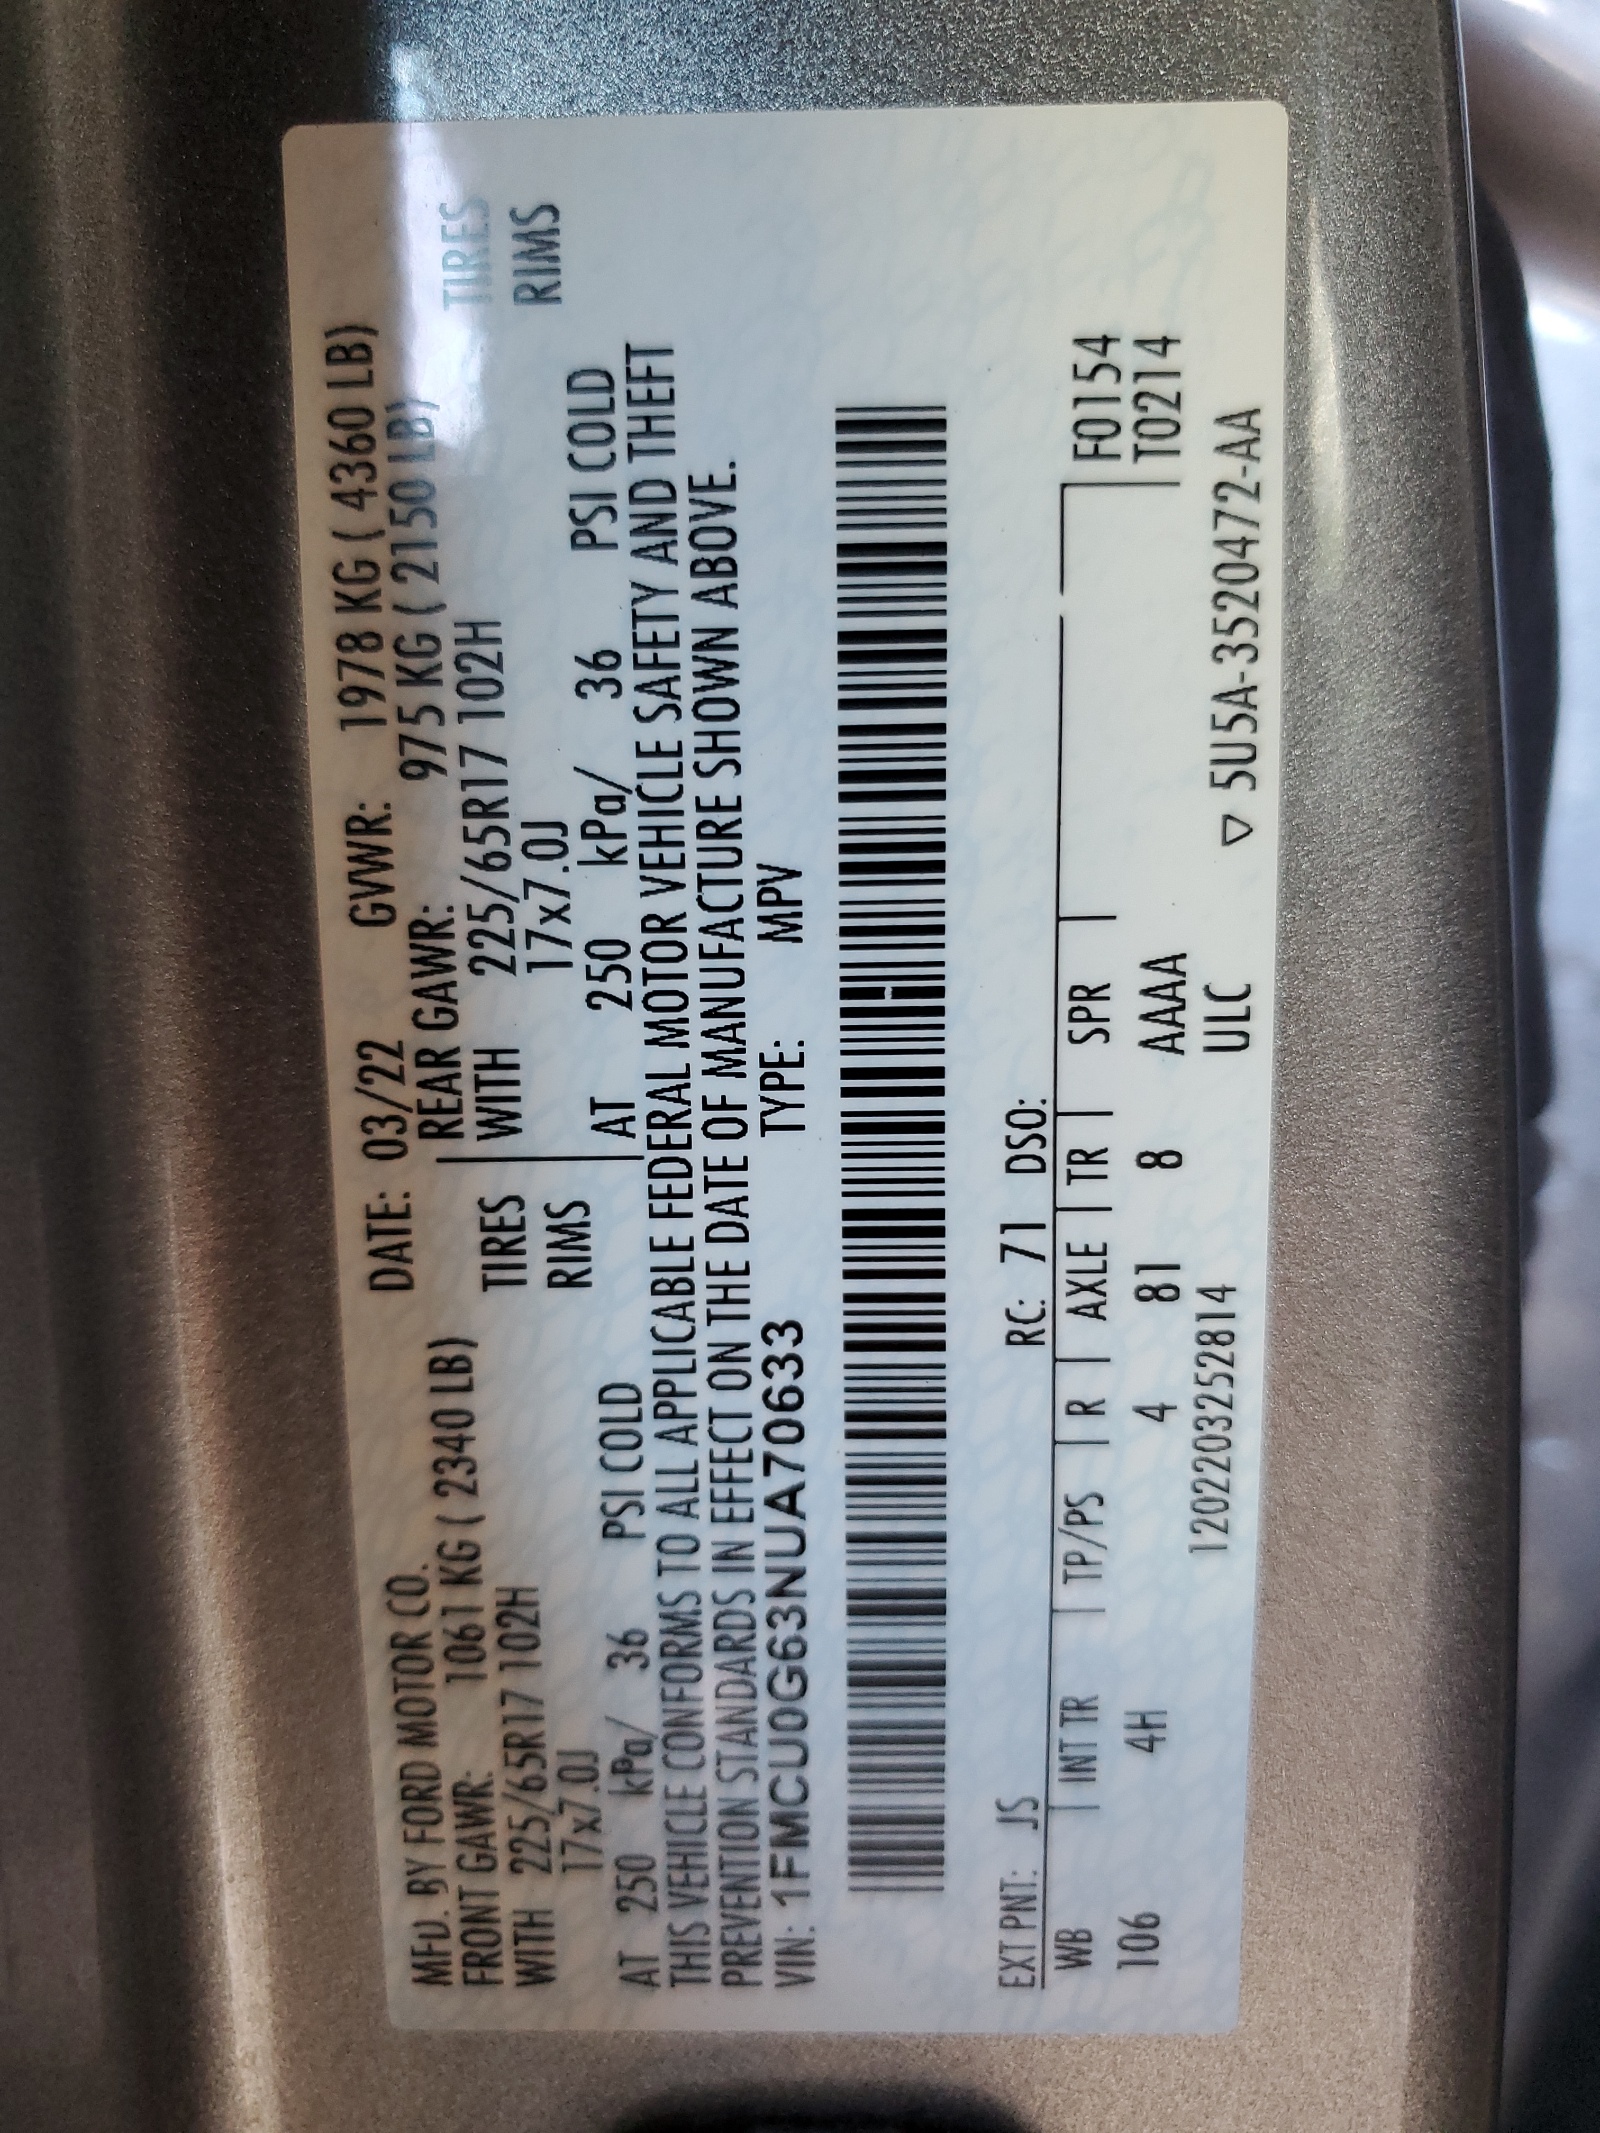 MFD. BY FORD MOTOR CO. DATE: 03/22 GVWR: 1978 KG ( 4360 LB)
FRONT GAWR: 1061 KG ( 2340 LB) REAR GAWR: 975 KG ( 2150 LB)
WITH 225/65R17 102H TIRES WITH 225/65R17 102H TIRES
17x7.0J RIMS 17x7.0J RIMS
AT 250 kPa/ 36 PSI COLD AT 250 kPa/ 36 PSI COLD
THIS VEHICLE CONFORMS TO ALL APPLICABLE FEDERAL MOTOR VEHICLE SAFETY AND THEFT
PREVENTION STANDARDS IN EFFECT ON THE DATE OF MANUFACTURE SHOWN ABOVE.
VIN: 1FMCU0G63NUA70633 TYPE: MPV
EXT PNT: JS RC: 71 DSO:
WB INT TR TP/PS R AXLE TR SPR F0154
106 4H 4 81 8 AAAA T0214
12022032528​14 ULC ▽ 5U5A-3520472-AA